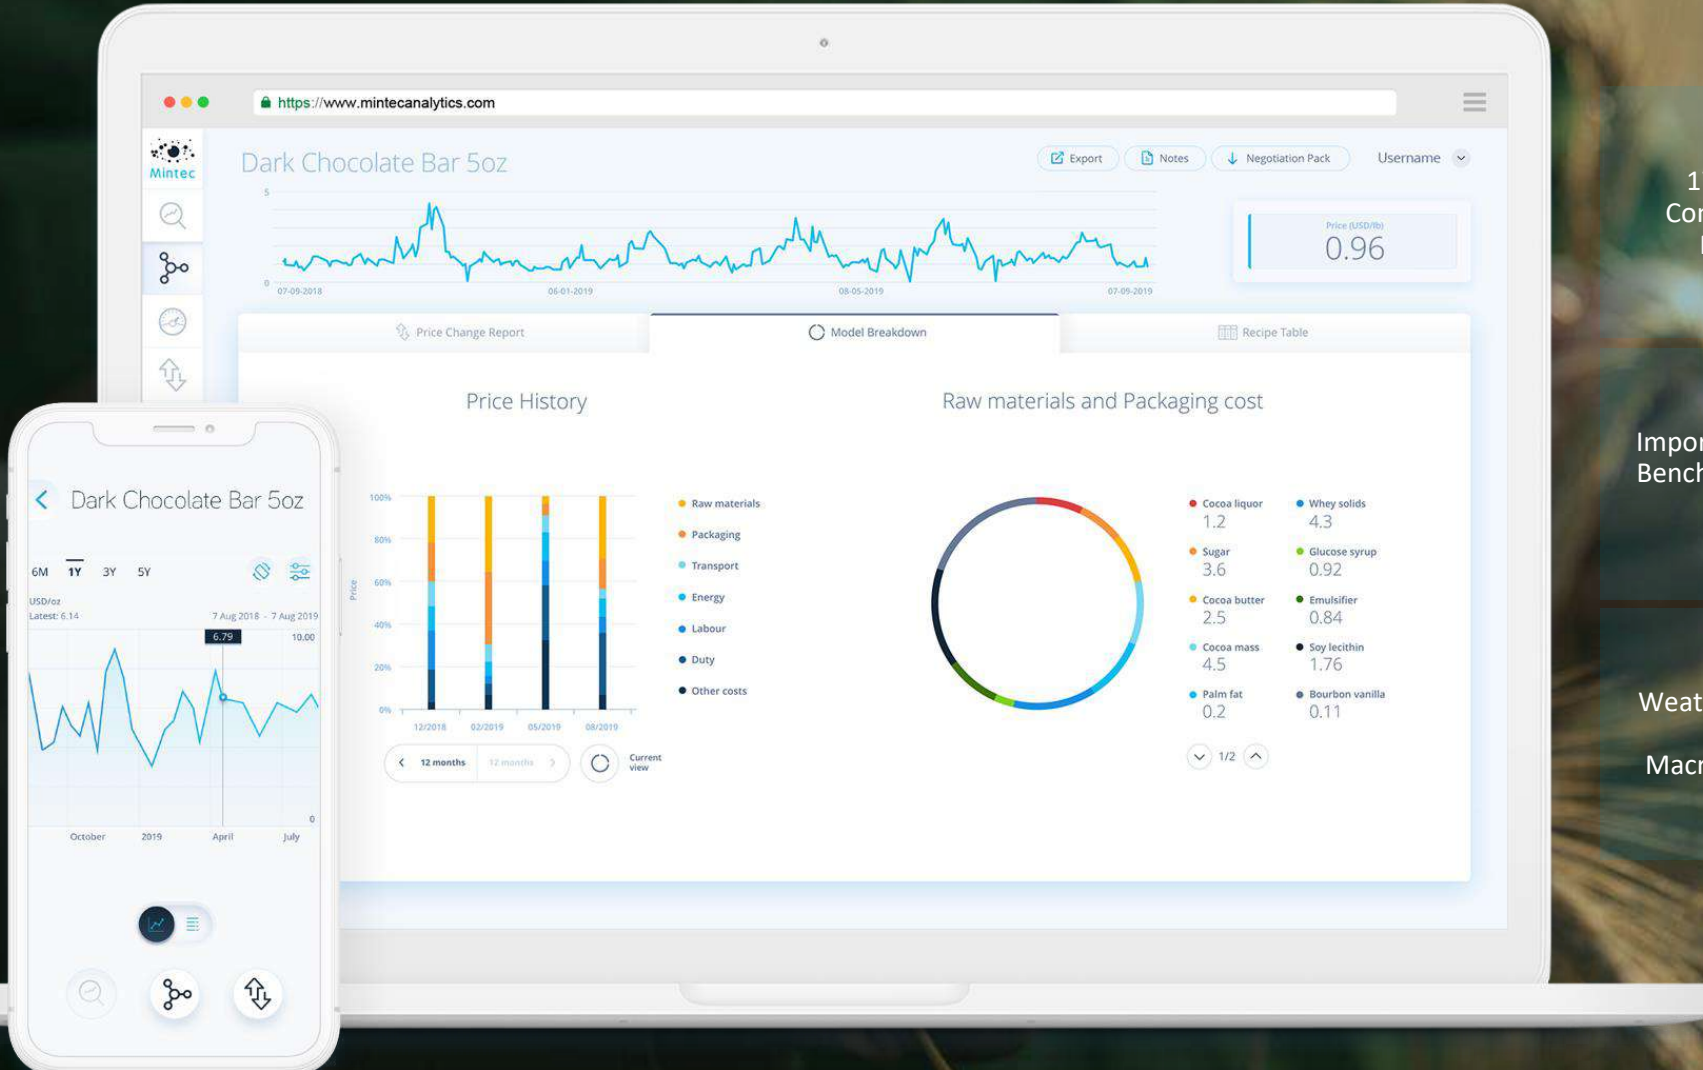 https://www.mintecanalytics.com
Mintec
Dark Chocolate Bar 5oz
Export
Notes
Negotiation Pack
Username
5
0
07-09-2018
06-01-2019
08-05-2019
07-09-2019
Price (USD/lb)
0.96
Price Change Report
Model Breakdown
Recipe Table
Price History
Price
100%
80%
60%
40%
20%
0%
12/2018
02/2019
05/2019
08/2019
Raw materials
Packaging
Transport
Energy
Labour
Duty
Other costs
12 months
12 months
Current
view
Raw materials and Packaging cost
Cocoa liquor
1.2
Sugar
3.6
Cocoa butter
2.5
Cocoa mass
4.5
Palm fat
0.2
Whey solids
4.3
Glucose syrup
0.92
Emulsifier
0.84
Soy lecithin
1.76
Bourbon vanilla
0.11
1/2
Dark Chocolate Bar 5oz
6M 1Y 3Y 5Y
USD/oz
Latest: 6.14
7 Aug 2018 - 7 Aug 2019
6.79
10.00
0
October
2019
April
July